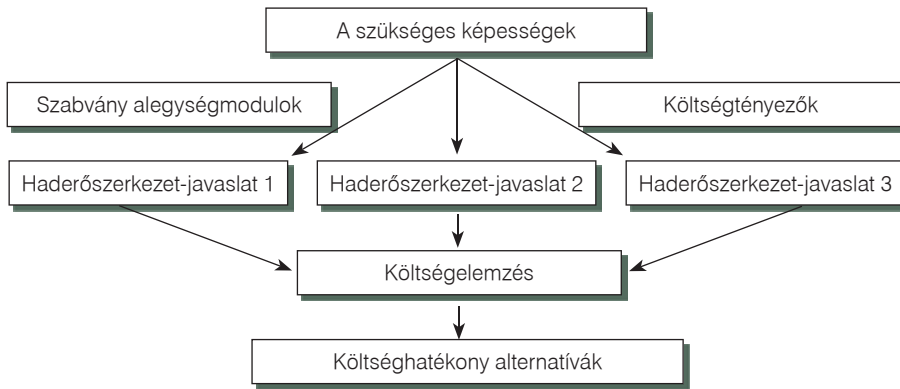 A szükséges képességek
Szabvány alegységmodulok
Költségtényezők
Haderőszerkezet-javaslat 1
Haderőszerkezet-javaslat 2
Haderőszerkezet-javaslat 3
Költségelemzés
Költséghatékony alternatívák